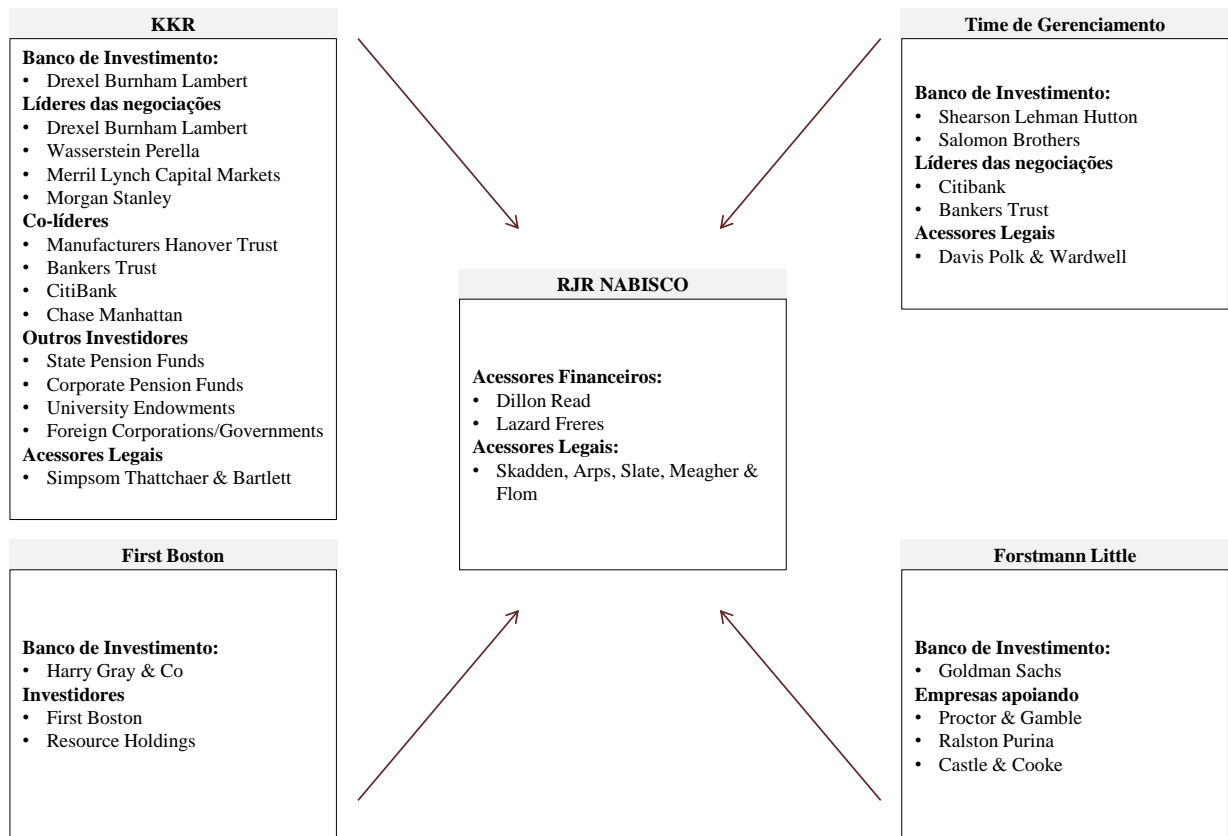 KKR
Banco de Investimento:
• Drexel Burnham Lambert
Líderes das negociações
• Drexel Burnham Lambert
• Wasserstein Perella
• Merril Lynch Capital Markets
• Morgan Stanley
Co-líderes
• Manufacturers Hanover Trust
• Bankers Trust
• CitiBank
• Chase Manhattan
Outros Investidores
• State Pension Funds
• Corporate Pension Funds
• University Endowments
• Foreign Corporations/Governments
Acessores Legais
• Simpsom Thattchaer & Bartlett
Time de Gerenciamento
Banco de Investimento:
• Shearson Lehman Hutton
• Salomon Brothers
Líderes das negociações
• Citibank
• Bankers Trust
Acessores Legais
• Davis Polk & Wardwell
RJR NABISCO
Acessores Financeiros:
• Dillon Read
• Lazard Freres
Acessores Legais:
• Skadden, Arps, Slate, Meagher &
Flom
First Boston
Banco de Investimento:
• Harry Gray & Co
Investidores
• First Boston
• Resource Holdings
Forstmann Little
Banco de Investimento:
• Goldman Sachs
Empresas apoiando
• Proctor & Gamble
• Ralston Purina
• Castle & Cooke